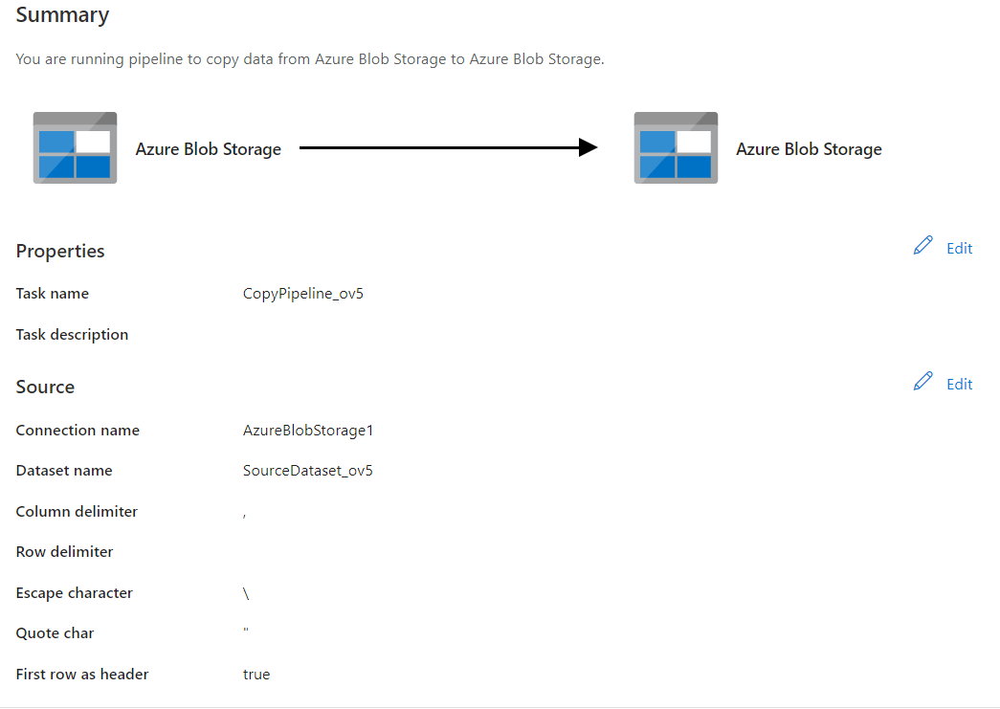 Summary
You are running pipeline to copy data from Azure Blob Storage to Azure Blob Storage.
Azure Blob Storage Azure Blob Storage
Properties Edit
Task name CopyPipeline_ov5
Task description
Source Edit
Connection name AzureBlobStorage1
Dataset name SourceDataset_ov5
Column delimiter ,
Row delimiter
Escape character \
Quote char "
First row as header true